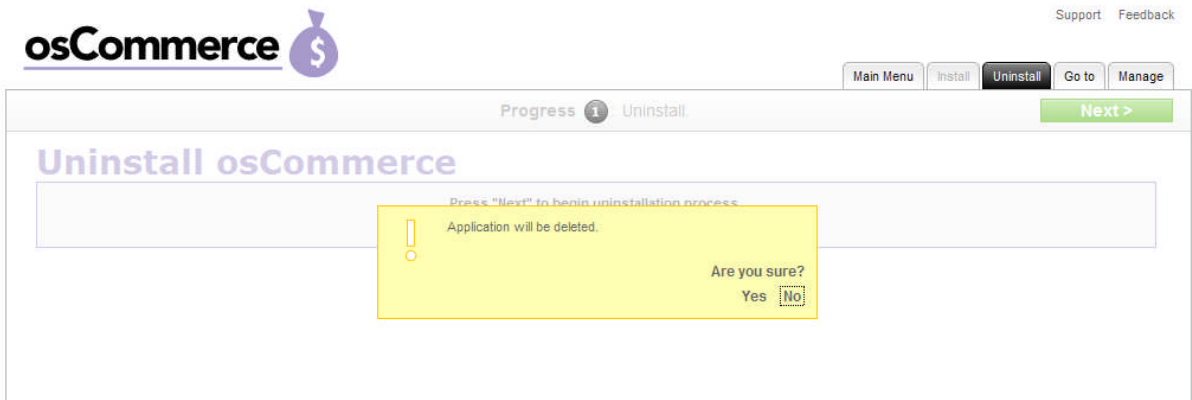 Support Feedback
osCommerce $
Main Menu Install Uninstall Go to Manage
Progress 1 Uninstall Next >
Uninstall osCommerce
Press "Next" to begin uninstallation process
Application will be deleted.
Are you sure?
Yes No